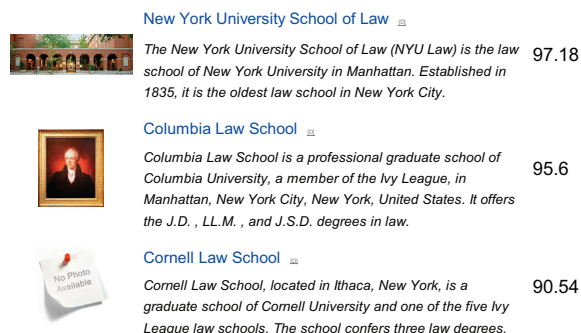 New York University School of Law
The New York University School of Law (NYU Law) is the law
school of New York University in Manhattan. Established in
1835, it is the oldest law school in New York City.
97.18
Columbia Law School
Columbia Law School is a professional graduate school of
Columbia University, a member of the Ivy League, in
Manhattan, New York City, New York, United States. It offers
the J.D. , LL.M. , and J.S.D. degrees in law.
95.6
No Photo
Available
Cornell Law School
Cornell Law School, located in Ithaca, New York, is a
graduate school of Cornell University and one of the five Ivy
League law schools. The school confers three law degrees.
90.54